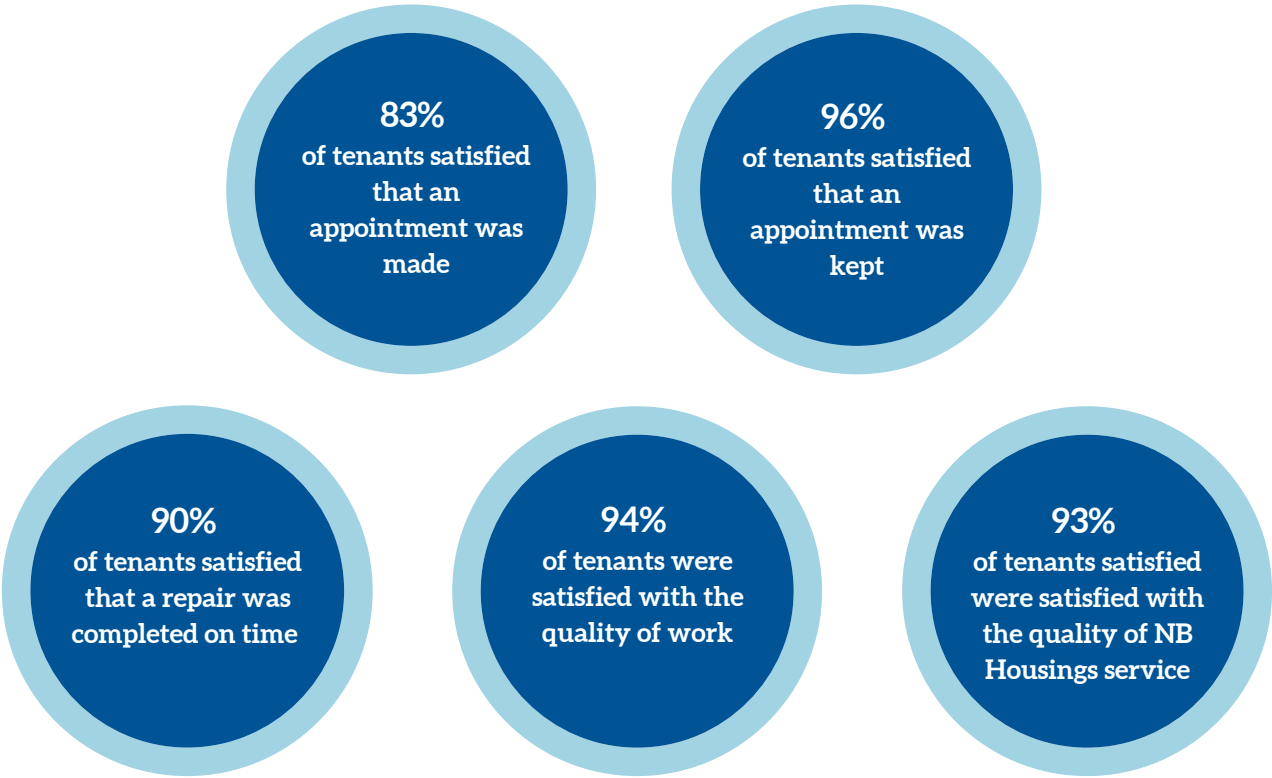 83%
of tenants satisfied
that an
appointment was
made
96%
of tenants satisfied
that an
appointment was
kept
90%
of tenants satisfied
that a repair was
completed on time
94%
of tenants were
satisfied with the
quality of work
93%
of tenants satisfied
were satisfied with
the quality of NB
Housings service